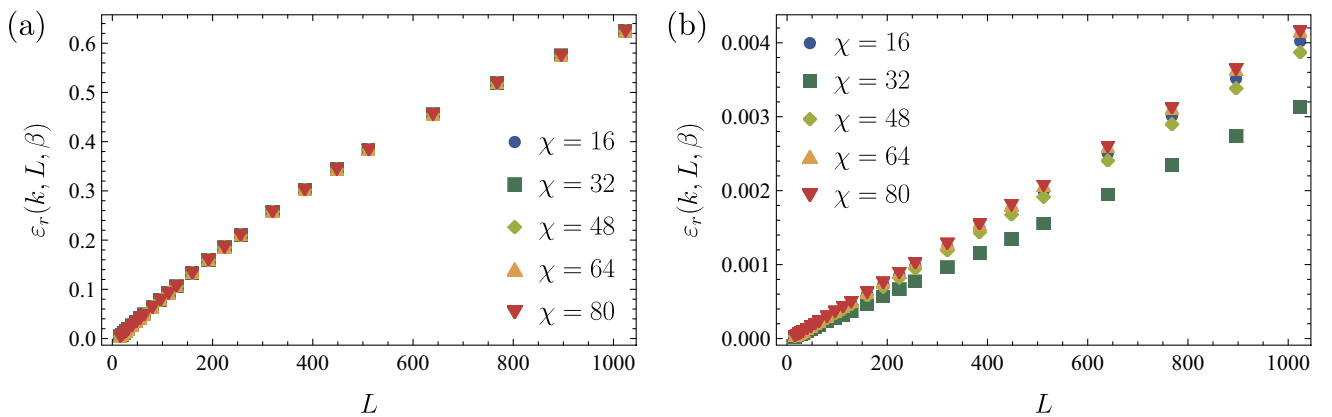 (a)
εr(k, L, β)
0.6
0.5
0.4
0.3
0.2
0.1
0.0
χ = 16
χ = 32
χ = 48
χ = 64
χ = 80
0 200 400 600 800 1000
L
(b)
εr(k, L, β)
0.004
0.003
0.002
0.001
0.000
χ = 16
χ = 32
χ = 48
χ = 64
χ = 80
0 200 400 600 800 1000
L